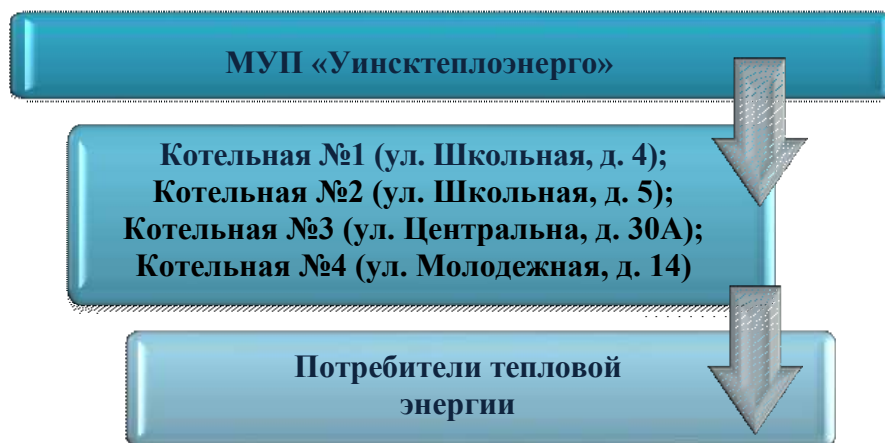 МУП «Уинсктеплоэнерго»
Котельная №1 (ул. Школьная, д. 4);
Котельная №2 (ул. Школьная, д. 5);
Котельная №3 (ул. Центральна, д. 30А);
Котельная №4 (ул. Молодежная, д. 14)
Потребители тепловой
энергии